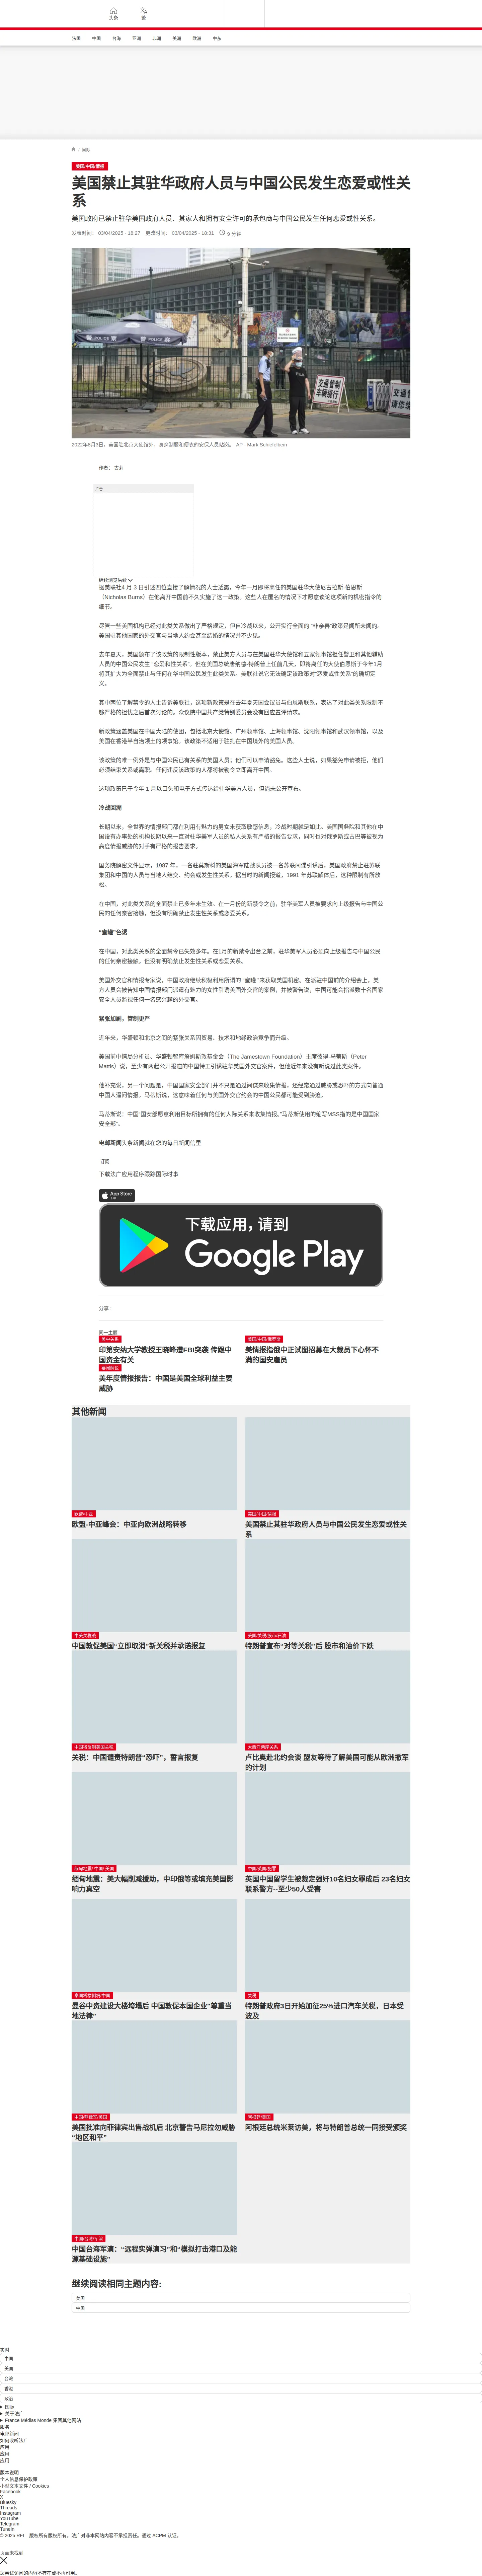 头条
繁
法国
中国
台海
亚洲
非洲
美洲
欧洲
中东
/ 国际
美国/中国/情报
美国禁止其驻华政府人员与中国公民发生恋爱或性关
系
美国政府已禁止驻华美国政府人员、其家人和拥有安全许可的承包商与中国公民发生任何恋爱或性关系。
发表时间： 03/04/2025 - 18:27 更改时间： 03/04/2025 - 18:31
分钟
POLICE
POLICE
交通管制
车辆绕行
交通管
请您绕
2022年8月3日，美国驻北京大使馆外，身穿制服和便衣的安保人员站岗。 AP - Mark Schiefelbein
作者： 古莉
广告
继续浏览后续
据美联社4 月 3 日引述四位直接了解情况的人士透露，今年一月即将离任的美国驻华大使尼古拉斯-伯恩斯
（Nicholas Burns）在他离开中国前不久实施了这一政策。这些人在匿名的情况下才愿意谈论这项新的机密指令的
细节。
尽管一些美国机构已经对此类关系做出了严格规定，但自冷战以来，公开实行全面的 “非亲善”政策是闻所未闻的。
美国驻其他国家的外交官与当地人约会甚至结婚的情况并不少见。
去年夏天，美国颁布了该政策的限制性版本，禁止美方人员与在美国驻华大使馆和五家领事馆担任警卫和其他辅助
人员的中国公民发生 “恋爱和性关系”。但在美国总统唐纳德-特朗普上任前几天，即将离任的大使伯恩斯于今年1月
将其扩大为全面禁止与任何在华中国公民发生此类关系。美联社说它无法确定该政策对“恋爱或性关系”的确切定
义。
其中两位了解禁令的人士告诉美联社，这项新政策是在去年夏天国会议员与伯恩斯联系，表达了对此类关系限制不
够严格的担忧之后首次讨论的。众议院中国共产党特别委员会没有回应置评请求。
新政策涵盖美国在中国大陆的使团，包括北京大使馆、广州领事馆、上海领事馆、沈阳领事馆和武汉领事馆，以及
美国在香港半自治领土的领事馆。该政策不适用于驻扎在中国境外的美国人员。
该政策的唯一例外是与中国公民已有关系的美国人员；他们可以申请豁免。这些人士说，如果豁免申请被拒，他们
必须结束关系或离职。任何违反该政策的人都将被勒令立即离开中国。
这项政策已于今年 1 月以口头和电子方式传达给驻华美方人员，但尚未公开宣布。
冷战回溯
长期以来，全世界的情报部门都在利用有魅力的男女来获取敏感信息，冷战时期就是如此。美国国务院和其他在中
国设有办事处的机构长期以来一直对驻华美军人员的私人关系有严格的报告要求，同时也对俄罗斯或古巴等被视为
高度情报威胁的对手有严格的报告要求。
国务院解密文件显示，1987 年，一名驻莫斯科的美国海军陆战队员被一名苏联间谍引诱后，美国政府禁止驻苏联
集团和中国的人员与当地人结交、约会或发生性关系。据当时的新闻报道，1991 年苏联解体后，这种限制有所放
松。
在中国，对此类关系的全面禁止已多年未生效。在一月份的新禁令之前，驻华美军人员被要求向上级报告与中国公
民的任何亲密接触，但没有明确禁止发生性关系或恋爱关系。
“蜜罐”色诱
在中国，对此类关系的全面禁令已失效多年。在1月的新禁令出台之前，驻华美军人员必须向上级报告与中国公民
的任何亲密接触，但没有明确禁止发生性关系或恋爱关系。
美国外交官和情报专家说，中国政府继续积极利用所谓的 “蜜罐 ”来获取美国机密。在派驻中国前的介绍会上，美
方人员会被告知中国情报部门派遣有魅力的女性引诱美国外交官的案例，并被警告说，中国可能会指派数十名国家
安全人员监视任何一名感兴趣的外交官。
紧张加剧，管制更严
近年来，华盛顿和北京之间的紧张关系因贸易、技术和地缘政治竞争而升级。
美国前中情局分析员、华盛顿智库詹姆斯敦基金会（The Jamestown Foundation）主席彼得-马蒂斯（Peter
Mattis）说，至少有两起公开报道的中国特工引诱驻华美国外交官案件，但他近年来没有听说过此类案件。
他补充说，另一个问题是，中国国家安全部门并不只是通过间谍来收集情报，还经常通过威胁或恐吓的方式向普通
中国人逼问情报。马蒂斯说，这意味着任何与美国外交官约会的中国公民都可能受到胁迫。
马蒂斯说：中国“国安部愿意利用目标所拥有的任何人际关系来收集情报。”马蒂斯使用的缩写MSS指的是中国国家
安全部”。
电邮新闻头条新闻就在您的每日新闻信里
订阅
下载法广应用程序跟踪国际时事
App Store
下载应用，请到
Google Play
分享 :
同一主题
美中关系
印第安纳大学教授王晓峰遭FBI突袭 传跟中
国资金有关
美国/中国/俄罗斯
美情报指俄中正试图招募在大裁员下心怀不
满的国安雇员
要闻解说
美年度情报报告：中国是美国全球利益主要
威胁
其他新闻
欧盟/中亚
欧盟-中亚峰会：中亚向欧洲战略转移
美国/中国/情报
美国禁止其驻华政府人员与中国公民发生恋爱或性关
系
中美关税战
中国敦促美国“立即取消”新关税并承诺报复
美国/关税/股市/石油
特朗普宣布“对等关税”后 股市和油价下跌
中国将反制美国关税
关税：中国谴责特朗普“恐吓”，誓言报复
大西洋两岸关系
卢比奥赴北约会谈 盟友等待了解美国可能从欧洲撤军
的计划
缅甸地震/ 中国/ 美国
缅甸地震：美大幅削减援助，中印俄等或填充美国影
响力真空
中国/英国/犯罪
英国中国留学生被裁定强奸10名妇女罪成后 23名妇女
联系警方--至少50人受害
泰国塌楼群/中国
曼谷中资建设大楼垮塌后 中国敦促本国企业“尊重当
地法律”
关税
特朗普政府3日开始加征25%进口汽车关税，日本受
波及
中国/菲律宾/美国
美国批准向菲律宾出售战机后 北京警告马尼拉勿威胁
“地区和平”
阿根廷/美国
阿根廷总统米莱访美，将与特朗普总统一同接受颁奖
中国/台湾/军演
中国台海军演：“远程实弹演习”和“模拟打击港口及能
源基础设施”
继续阅读相同主题内容:
美国
中国
实时
中国
美国
台湾
香港
政治
国际
关于法广
France Médias Monde 集团其他网站
服务
电邮新闻
如何收听法广
应用
应用
应用
版本说明
个人信息保护政策
小型文本文件 / Cookies
Facebook
X
Bluesky
Threads
Instagram
YouTube
Telegram
TuneIn
© 2025 RFI – 版权所有版权所有。法广对非本网站内容不承担责任。通过 ACPM 认证。
页面未找到
您尝试访问的内容不存在或不再可用。